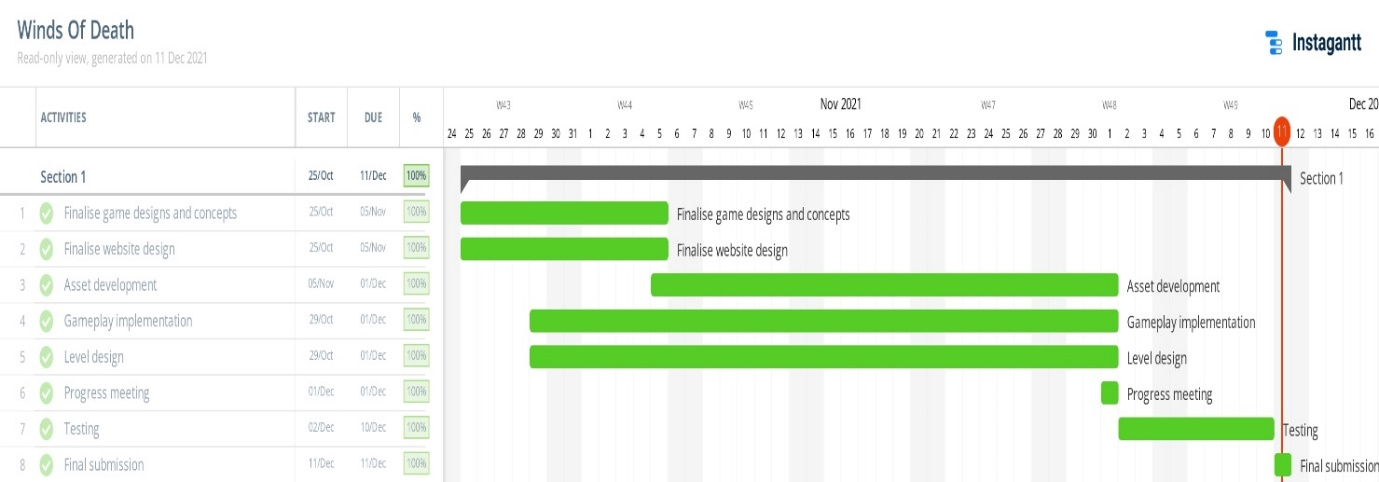 Winds Of Death
Read-only view, generated on 11 Dec 2021
Instagantt
ACTIVITIES START DUE %
W43 W44 W45 Nov 2021 W47 W48 W49 Dec 20
24 25 26 27 28 29 30 31 1 2 3 4 5 6 7 8 9 10 11 12 13 14 15 16 17 18 19 20 21 22 23 24 25 26 27 28 29 30 1 2 3 4 5 6 7 8 9 10 11 12 13 14 15 16
Section 1 25/Oct 11/Dec 100% Section 1
1 Finalise game designs and concepts 25/Oct 05/Nov 100% Finalise game designs and concepts
2 Finalise website design 25/Oct 05/Nov 100% Finalise website design
3 Asset development 05/Nov 01/Dec 100% Asset development
4 Gameplay implementation 29/Oct 01/Dec 100% Gameplay implementation
5 Level design 29/Oct 01/Dec 100% Level design
6 Progress meeting 01/Dec 01/Dec 100% Progress meeting
7 Testing 02/Dec 10/Dec 100% Testing
8 Final submission 11/Dec 11/Dec 100% Final submission